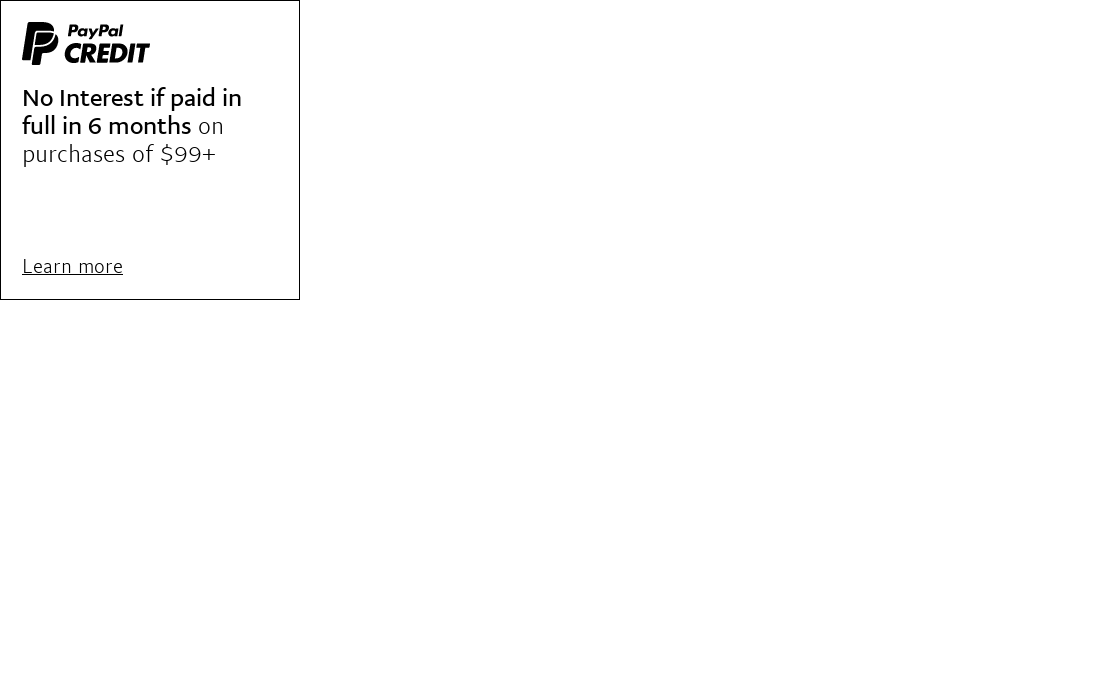 PayPal
CREDIT
No Interest if paid in
full in 6 months on
purchases of $99+
Learn more